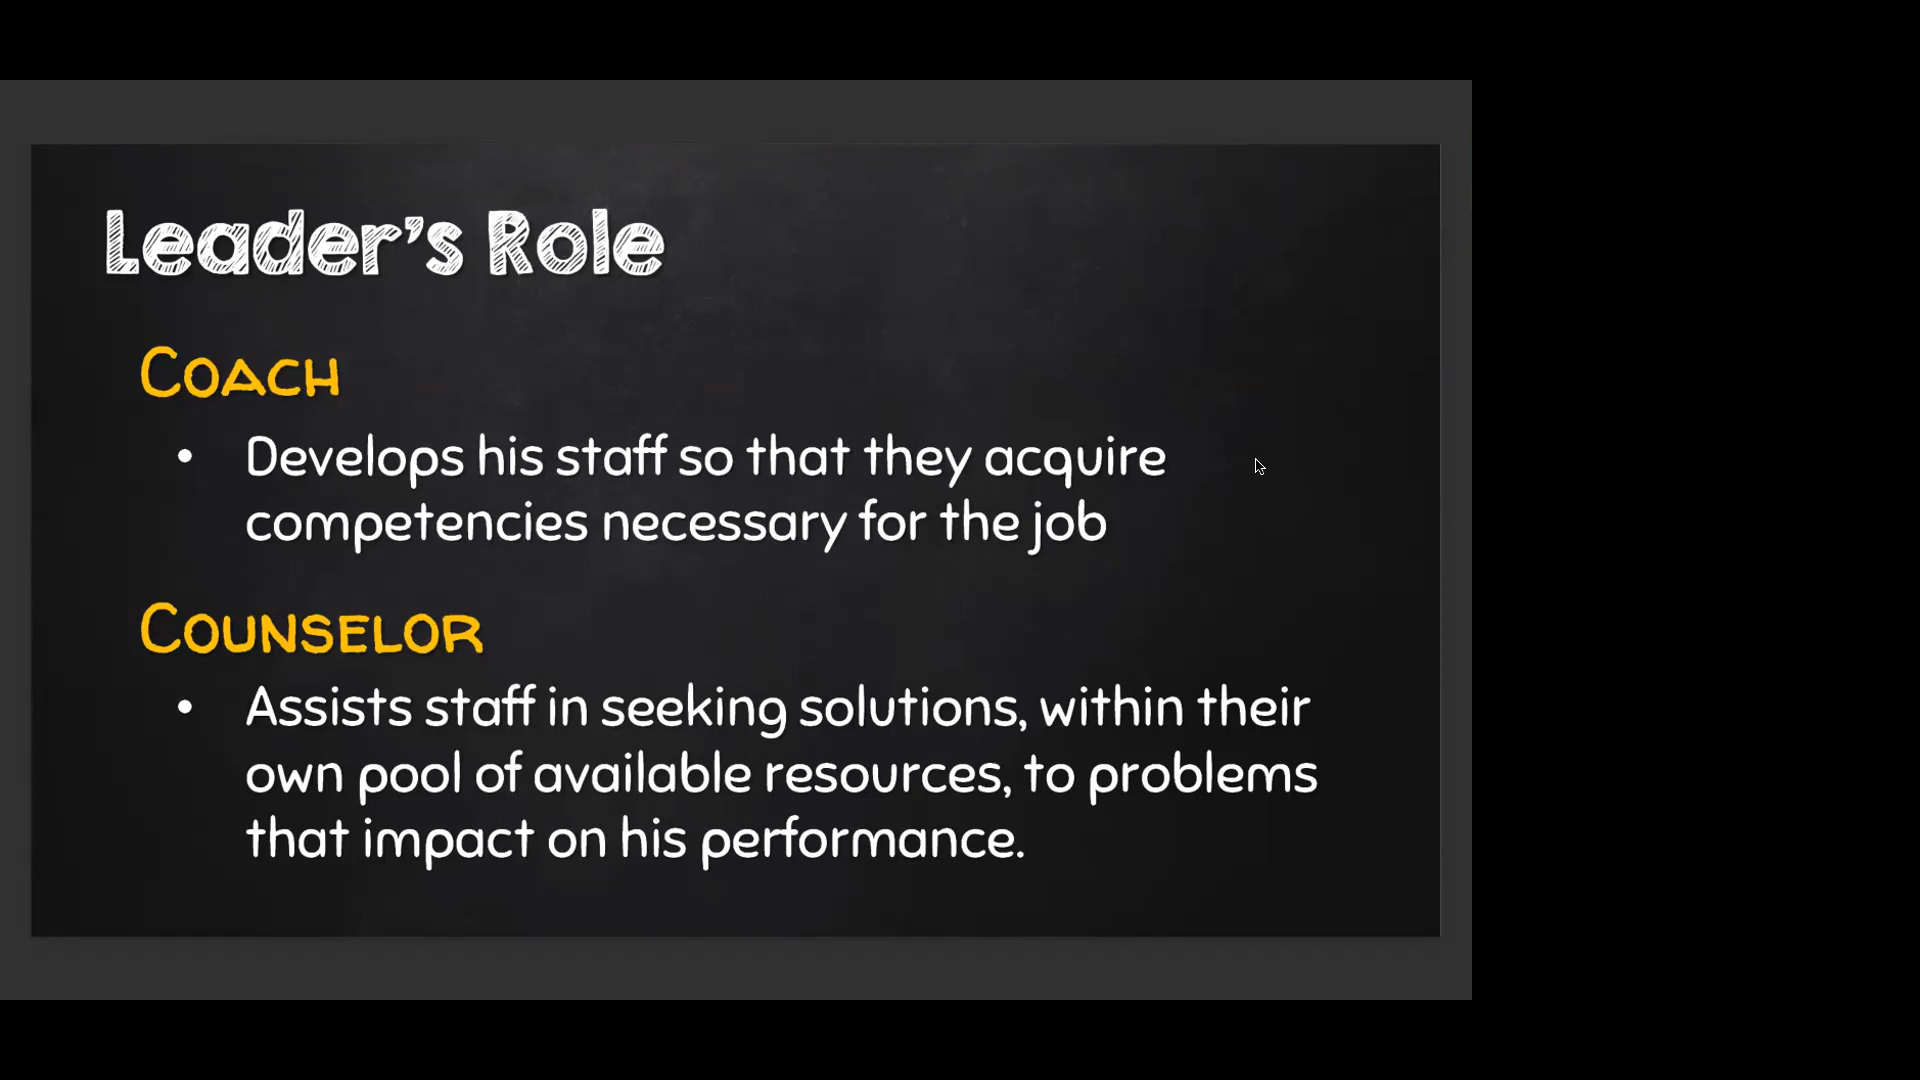 Leader's Role
Coach
• Develops his staff so that they acquire
competencies necessary for the job
Counselor
• Assists staff in seeking solutions, within their
own pool of available resources, to problems
that impact on his performance.